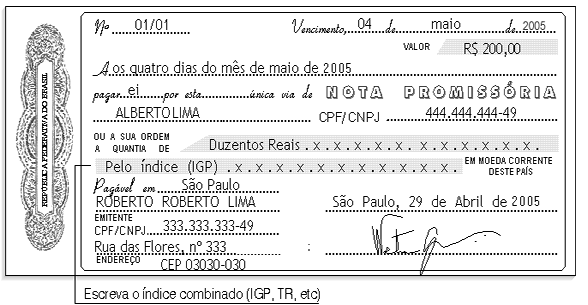 Nº 01/01 Vencimento, 04 de maio de 2005
VALOR R$ 200,00
Aos quatro dias do mês de maio de 2005
pagar ei por esta única via de NOTA PROMISSÓRIA
ALBERTO LIMA CPF/CNPJ 444.444.444-49
OU A SUA ORDEM
A QUANTIA DE Duzentos Reais . x . x . x . x . x . x . x . x . x . x . x . x .
Pelo índice (IGP) . x . x . x . x . x . x . x . x . x . x . x . x . EM MOEDA CORRENTE DESTE PAÍS
Pagável em São Paulo
ROBERTO ROBERTO LIMA São Paulo, 29 de Abril de 2005
EMITENTE
CPF/CNPJ 333.333.333-49
Rua das Flores, nº 333 :
ENDEREÇO CEP 03030-030
REPÚBLICA FEDERATIVA DO BRASIL
Escreva o índice combinado (IGP, TR, etc)